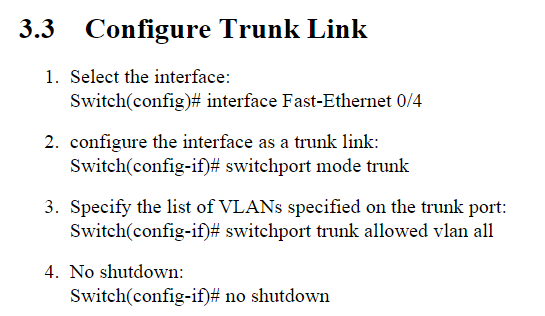 3.3 Configure Trunk Link
1. Select the interface:
Switch(config)# interface Fast-Ethernet 0/4
2. configure the interface as a trunk link:
Switch(config-if)# switchport mode trunk
3. Specify the list of VLANs specified on the trunk port:
Switch(config-if)# switchport trunk allowed vlan all
4. No shutdown:
Switch(config-if)# no shutdown